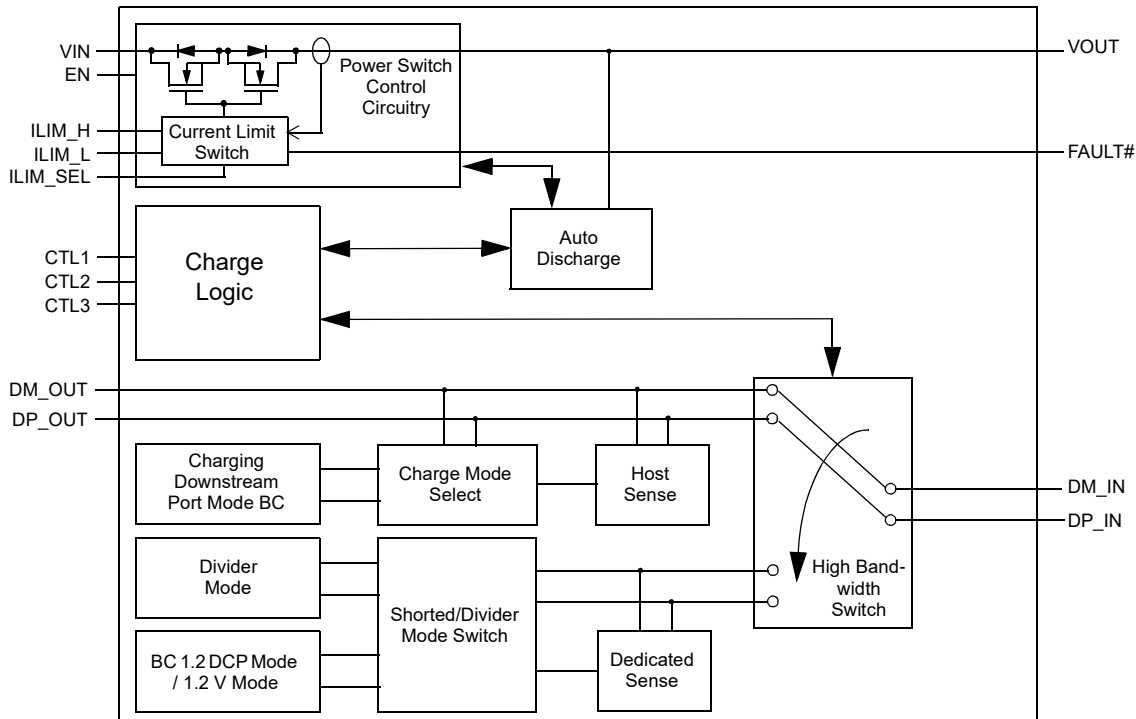 VIN
EN
ILIM_H
ILIM_L
ILIM_SEL
Power Switch
Control
Circuitry
Current Limit
Switch
VOUT
FAULT#
CTL1
CTL2
CTL3
Charge
Logic
Auto
Discharge
DM_OUT
DP_OUT
Charging
Downstream
Port Mode BC
Charge Mode
Select
Host
Sense
DM_IN
DP_IN
High Band-
width
Switch
Divider
Mode
Shorted/Divider
Mode Switch
BC 1.2 DCP Mode
/ 1.2 V Mode
Dedicated
Sense